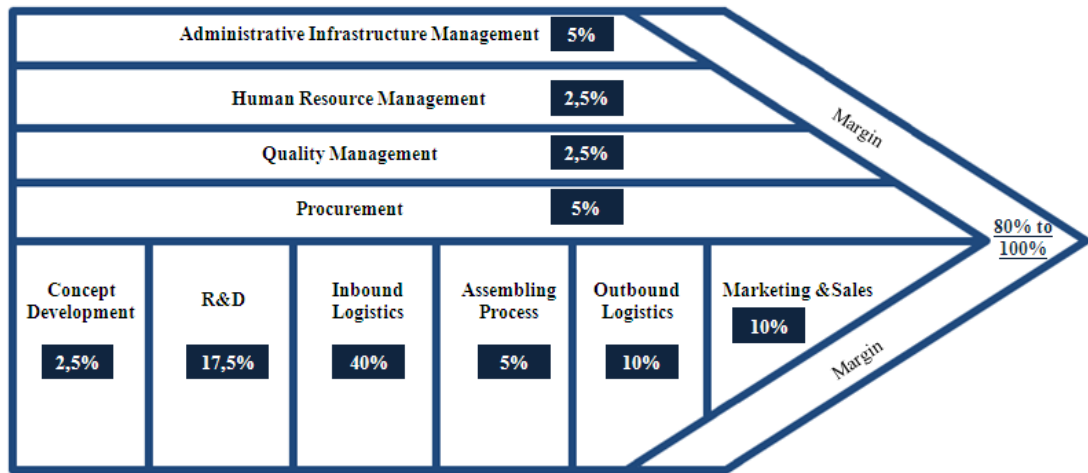 Administrative Infrastructure Management 5%
Human Resource Management 2,5%
Margin
Quality Management 2,5%
Procurement 5%
80% to
100%
Concept
Development
2,5%
R&D
17,5%
Inbound
Logistics
40%
Assembling
Process
5%
Outbound
Logistics
10%
Marketing &Sales
10%
Margin